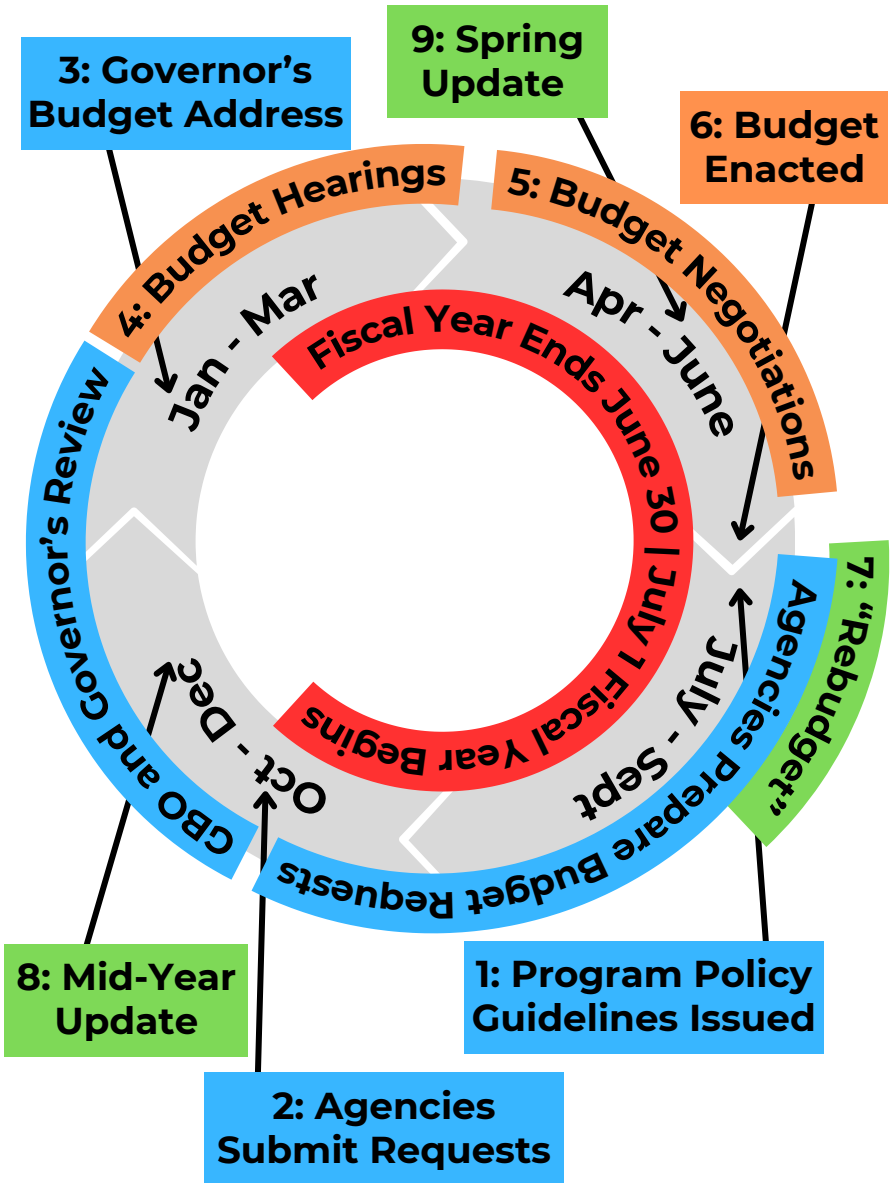 9: Spring
Update
3: Governor's
Budget Address
6: Budget
Enacted
4: Budget Hearings
5: Budget Negotiations
Jan - Mar
Apr - June
Fiscal Year Ends June 30 | July 1 Fiscal Year Begins
GBO and Governor's Review
7: “Rebudget”
Agencies Prepare Budget Requests
July - Sept
Oct - Dec
8: Mid-Year
Update
1: Program Policy
Guidelines Issued
2: Agencies
Submit Requests